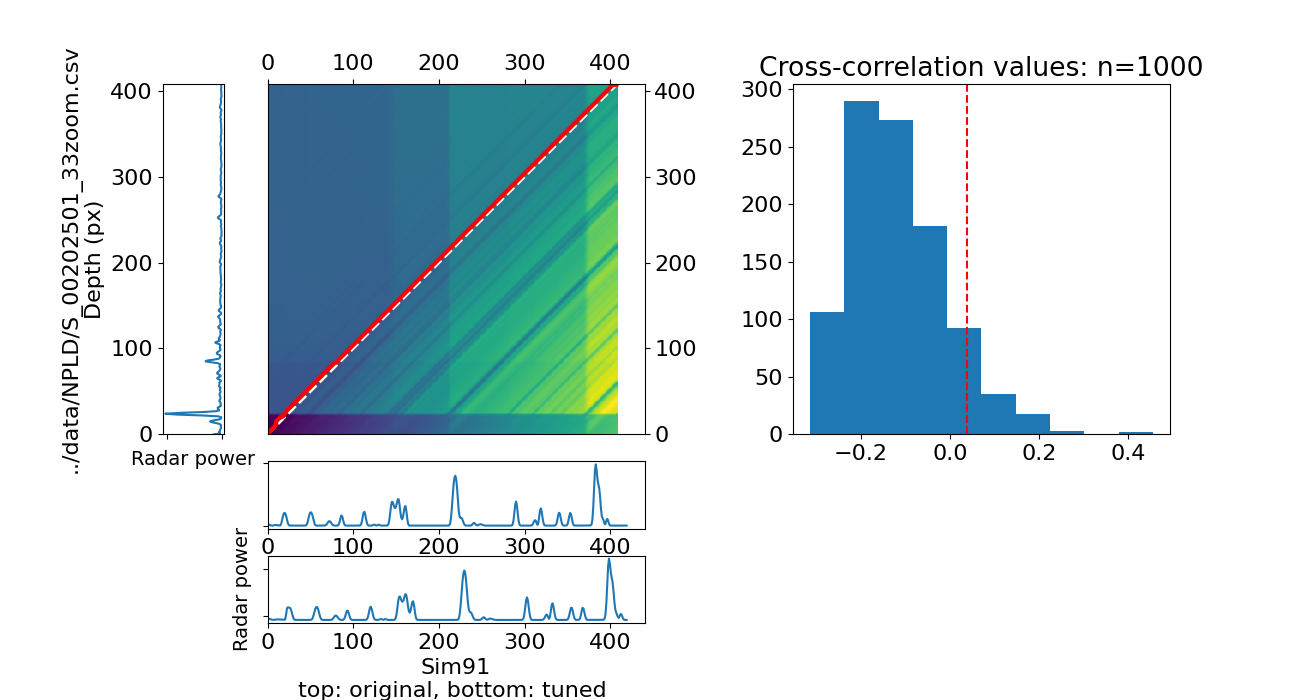 0 100 200 300 400
Cross-correlation values: n=1000
../data/NPLD/S_00202501_33zoom.csv
Depth (px)
400
300
200
100
0
400
300
200
100
0
300
250
200
150
100
50
0
−0.2 0.0 0.2 0.4
Radar power
0 100 200 300 400
Radar power
0 100 200 300 400
Sim91
top: original, bottom: tuned